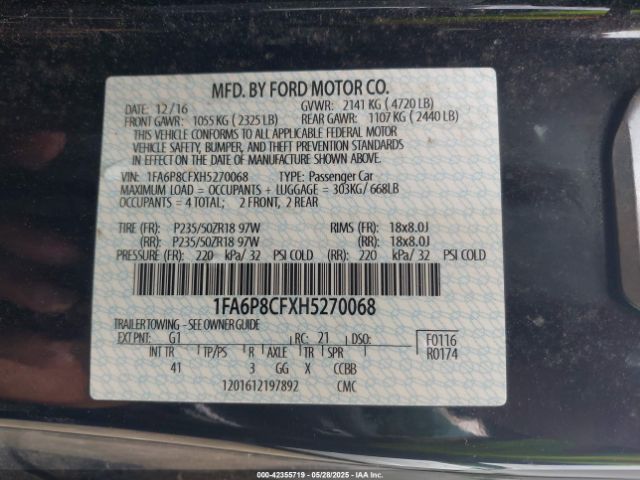 MFD. BY FORD MOTOR CO.
DATE: 12/16 GVWR: 2141 KG ( 4720 LB)
FRONT GAWR: 1055 KG ( 2325 LB) REAR GAWR: 1107 KG ( 2440 LB)
THIS VEHICLE CONFORMS TO ALL APPLICABLE FEDERAL MOTOR
VEHICLE SAFETY, BUMPER, AND THEFT PREVENTION STANDARDS
IN EFFECT ON THE DATE OF MANUFACTURE SHOWN ABOVE.
VIN: 1FA6P8CFXH5270068 TYPE: Passenger Car
MAXIMUM LOAD = OCCUPANTS + LUGGAGE = 303KG/ 668LB
OCCUPANTS = 4 TOTAL; 2 FRONT, 2 REAR
TIRE (FR): P235/50ZR18 97W RIMS (FR): 18x8.0J
(RR): P235/50ZR18 97W (RR): 18x8.0J
PRESSURE (FR): 220 kPa/ 32 PSI COLD (RR): 220 kPa/ 32 PSI COLD
1FA6P8CFXH5270068
TRAILER TOWING - SEE OWNER GUIDE
EXT PNT: G1 RC: 21 DSO: F0116
INT TR TP/PS R AXLE TR SPR R0174
41 3 GG X CCBB
1201612197892 CMC
000-42355719 - 05/28/2025 - IAA, Inc.